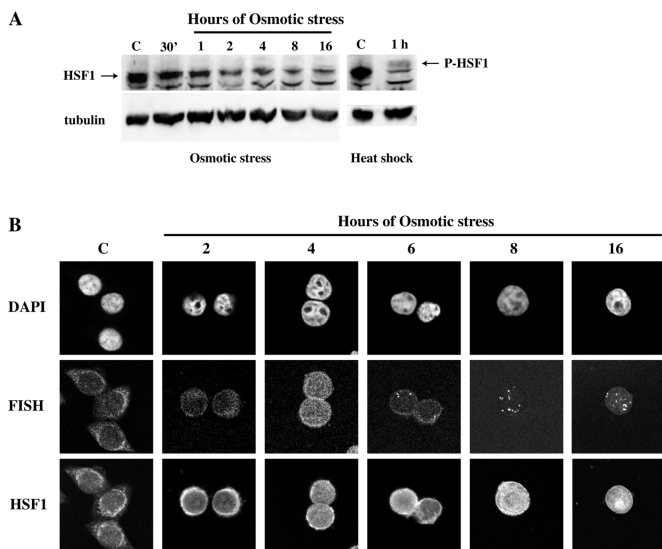 A
Hours of Osmotic stress
C 30’ 1 2 4 8 16 C 1 h
HSF1 P-HSF1
tubulin
Osmotic stress Heat shock
B
Hours of Osmotic stress
C 2 4 6 8 16
DAPI
FISH
HSF1